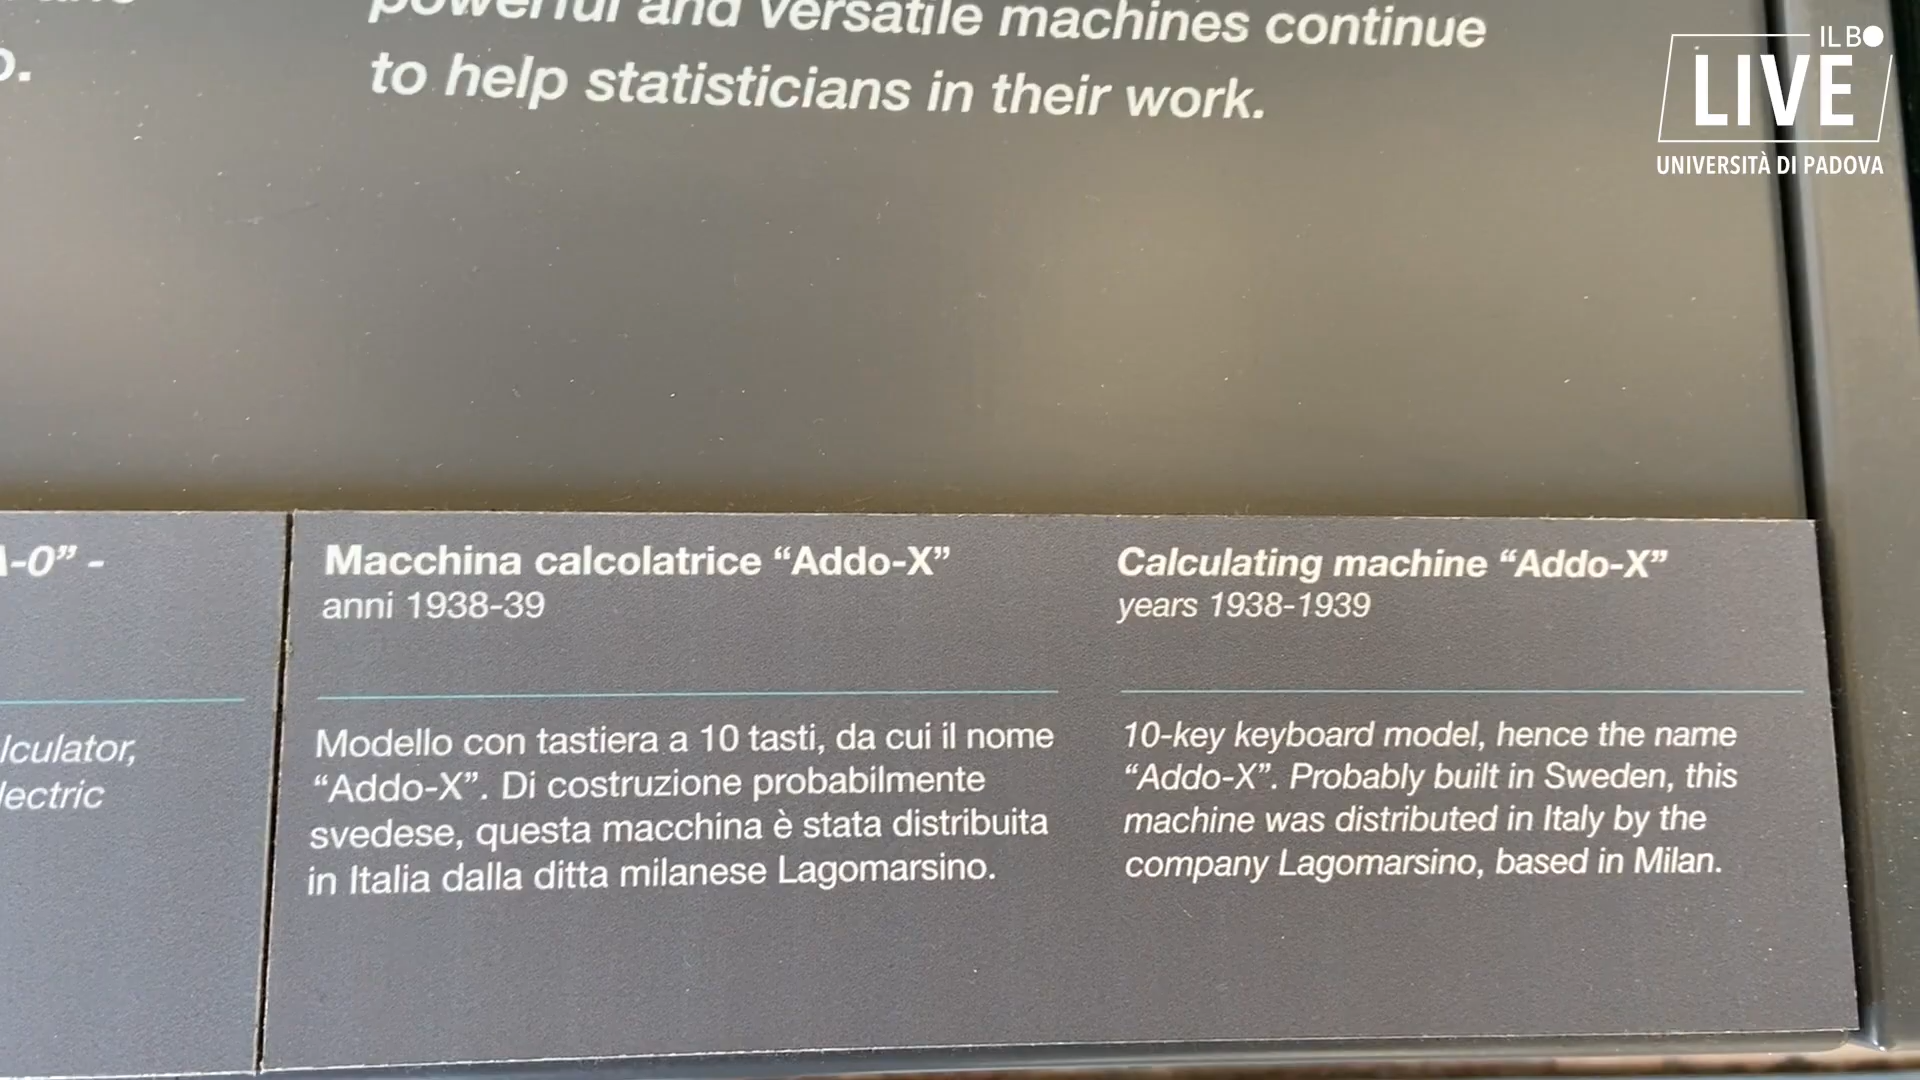 powerful and versatile machines continue
to help statisticians in their work.
IL BO
LIVE
UNIVERSITÀ DI PADOVA
-0” -
lculator,
lectric
Macchina calcolatrice “Addo-X”
anni 1938-39
Modello con tastiera a 10 tasti, da cui il nome
“Addo-X”. Di costruzione probabilmente
svedese, questa macchina è stata distribuita
in Italia dalla ditta milanese Lagomarsino.
Calculating machine “Addo-X”
years 1938-1939
10-key keyboard model, hence the name
“Addo-X”. Probably built in Sweden, this
machine was distributed in Italy by the
company Lagomarsino, based in Milan.